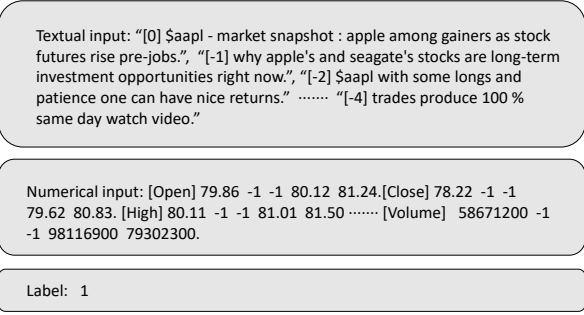 Textual input: “[0] $aapl - market snapshot : apple among gainers as stock
futures rise pre-jobs.”, “[-1] why apple's and seagate's stocks are long-term
investment opportunities right now.”, “[-2] $aapl with some longs and
patience one can have nice returns.” ······· “[-4] trades produce 100 %
same day watch video.”
Numerical input: [Open] 79.86 -1 -1 80.12 81.24.[Close] 78.22 -1 -1
79.62 80.83. [High] 80.11 -1 -1 81.01 81.50 ······· [Volume] 58671200 -1
-1 98116900 79302300.
Label: 1